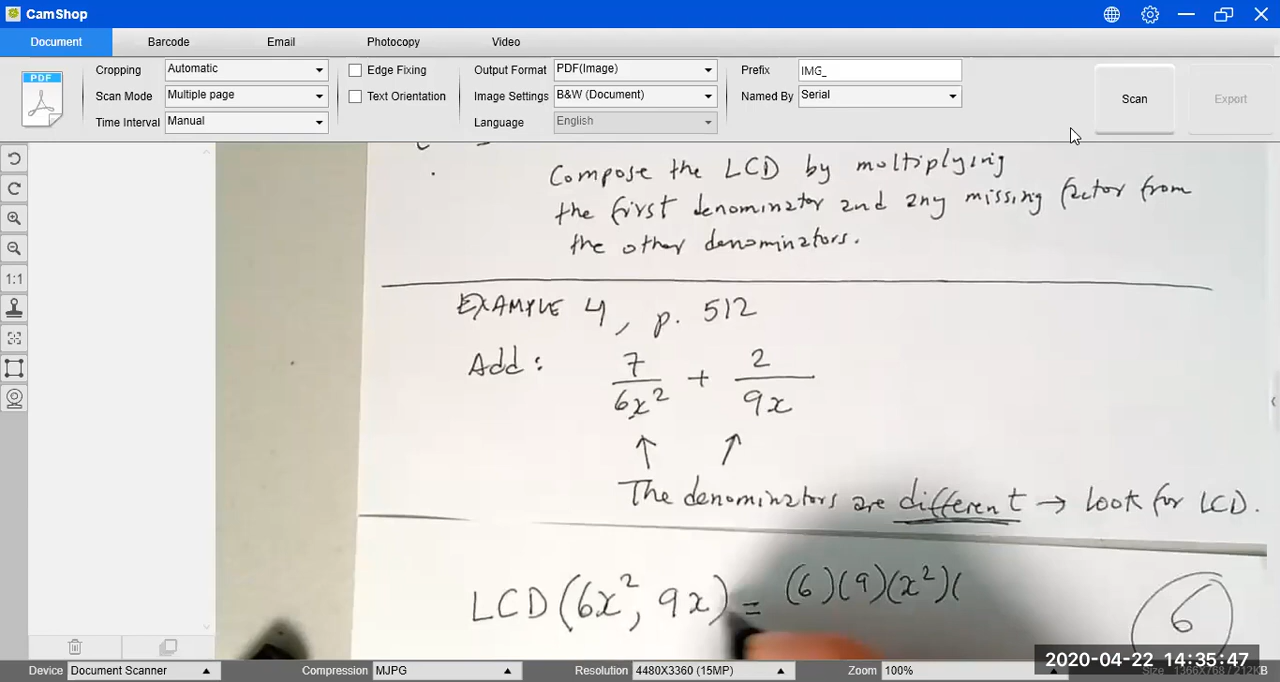 CamShop
Document Barcode Email Photocopy Video
PDF
Cropping Automatic
Scan Mode Multiple page
Time Interval Manual
Edge Fixing
Text Orientation
Output Format PDF(Image)
Image Settings B&W (Document)
Language English
Prefix IMG_
Named By Serial
Scan
Export
1:1
Compose the LCD by multiplying
the first denominator and any missing factor from
the other denominators.
EXAMPLE 4, p. 512
Add: 7/6x² + 2/9x
↑ ↑
The denominators are different → look for LCD.
LCD(6x², 9x) = (6)(9)(x²)(
6
2020-04-22 14:35:47
Device Document Scanner Compression MJPG Resolution 4480X3360 (15MP) Zoom 100%